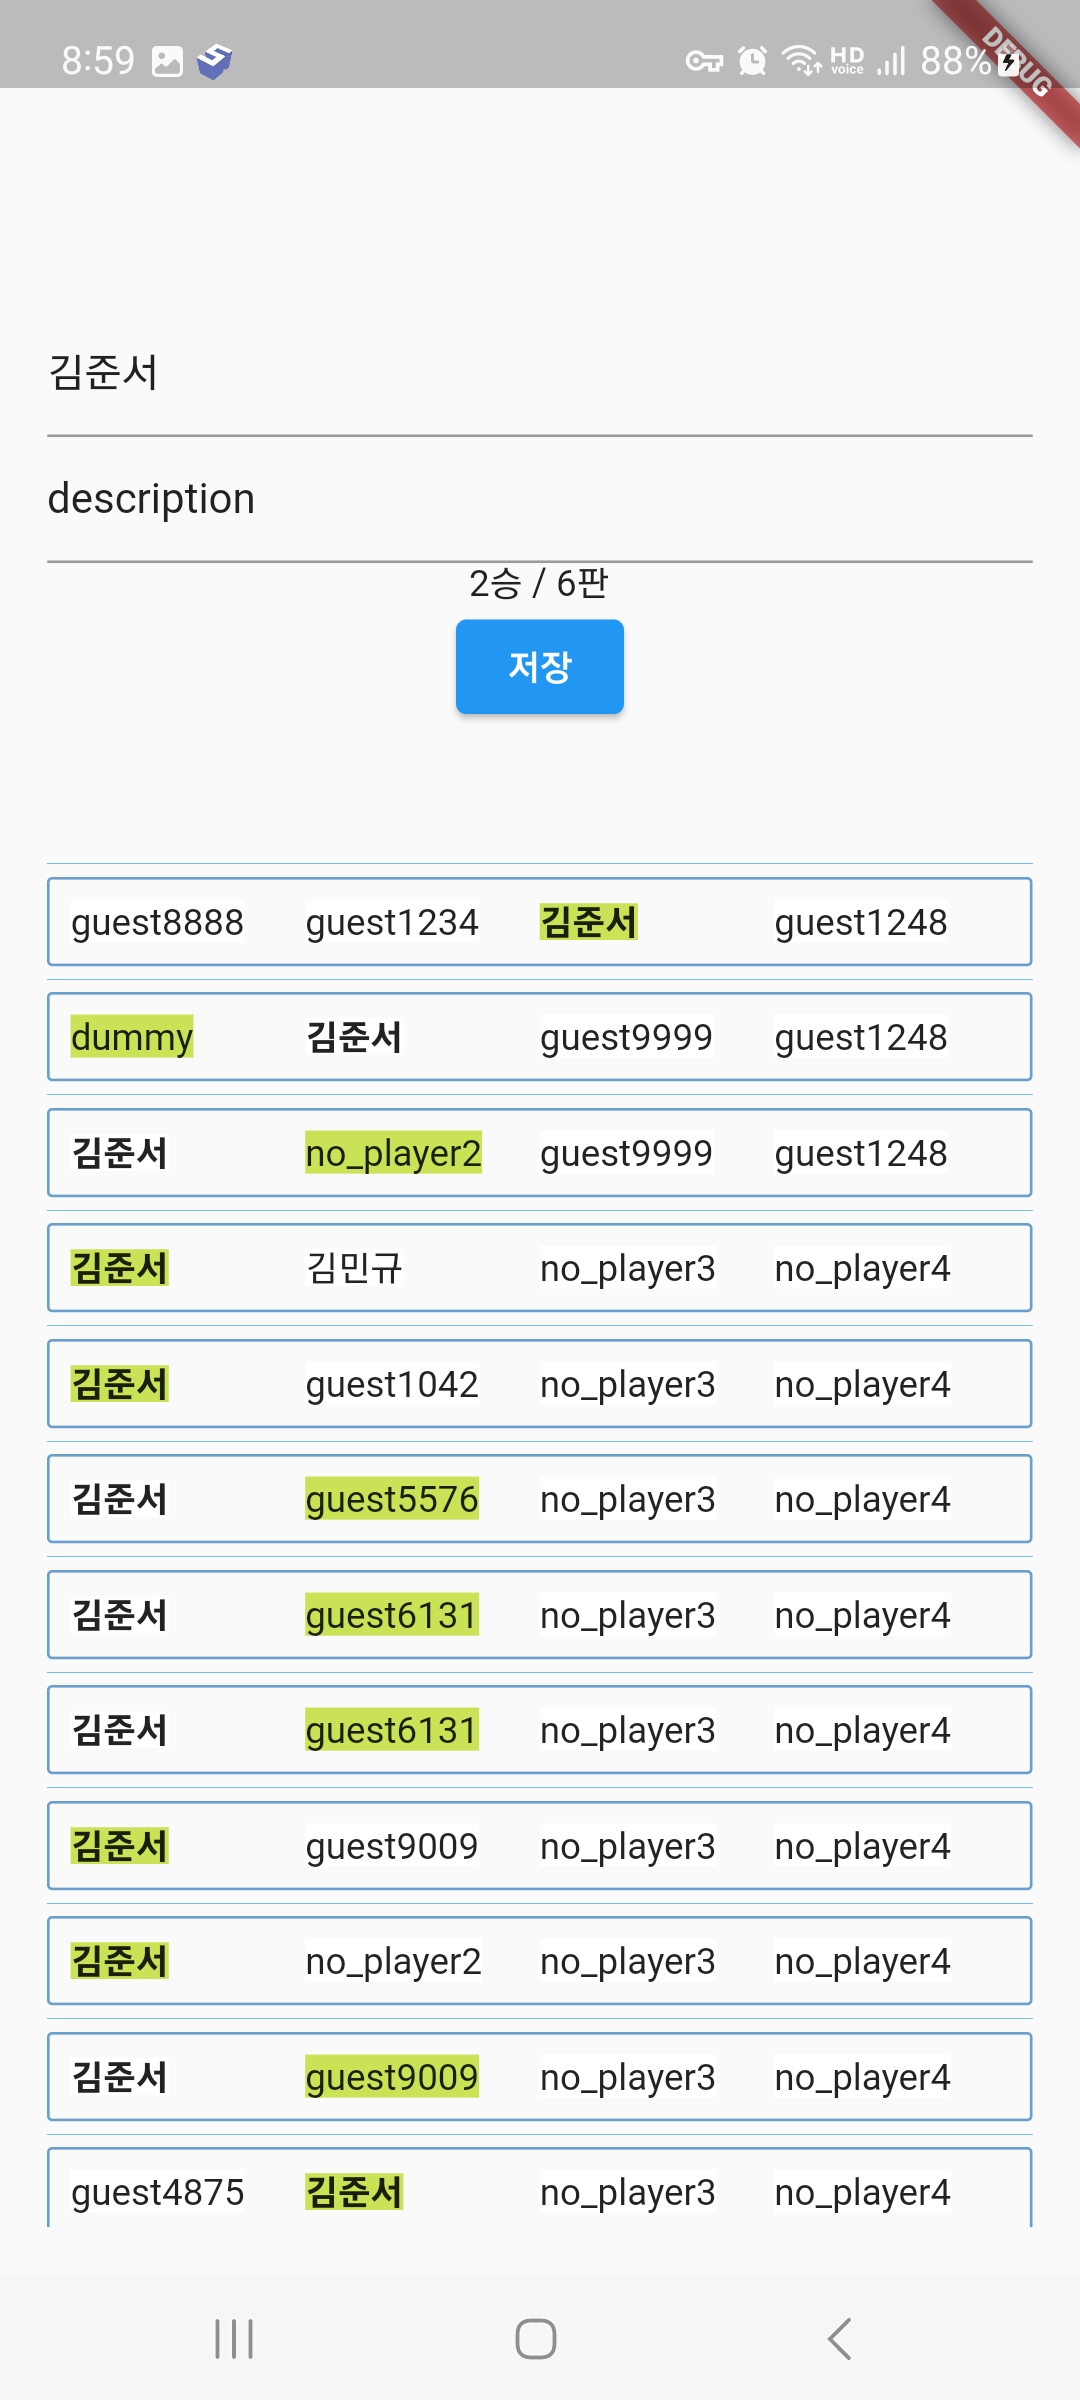 8:59 HD voice 88%
DEBUG
김준서
description
2승 / 6판
저장
guest8888 guest1234 김준서 guest1248
dummy 김준서 guest9999 guest1248
김준서 no_player2 guest9999 guest1248
김준서 김민규 no_player3 no_player4
김준서 guest1042 no_player3 no_player4
김준서 guest5576 no_player3 no_player4
김준서 guest6131 no_player3 no_player4
김준서 guest6131 no_player3 no_player4
김준서 guest9009 no_player3 no_player4
김준서 no_player2 no_player3 no_player4
김준서 guest9009 no_player3 no_player4
guest4875 김준서 no_player3 no_player4